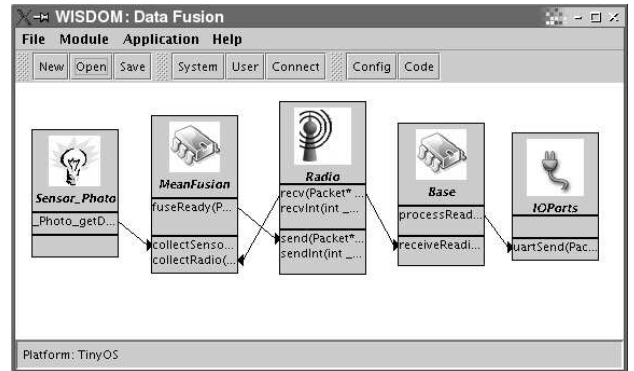 WISDOM: Data Fusion
File Module Application Help
New Open Save System User Connect Config Code
Sensor_Photo
_Photo_getD...
MeanFusion
fuseReady(P...
collectSenso...
collectRadio(...
Radio
recv(Packet* ...
recvInt(int _...
send(Packet*...
sendInt(int _...
Base
processRead...
receiveReadi...
IOPorts
uartSend(Pac...
Platform: TinyOS